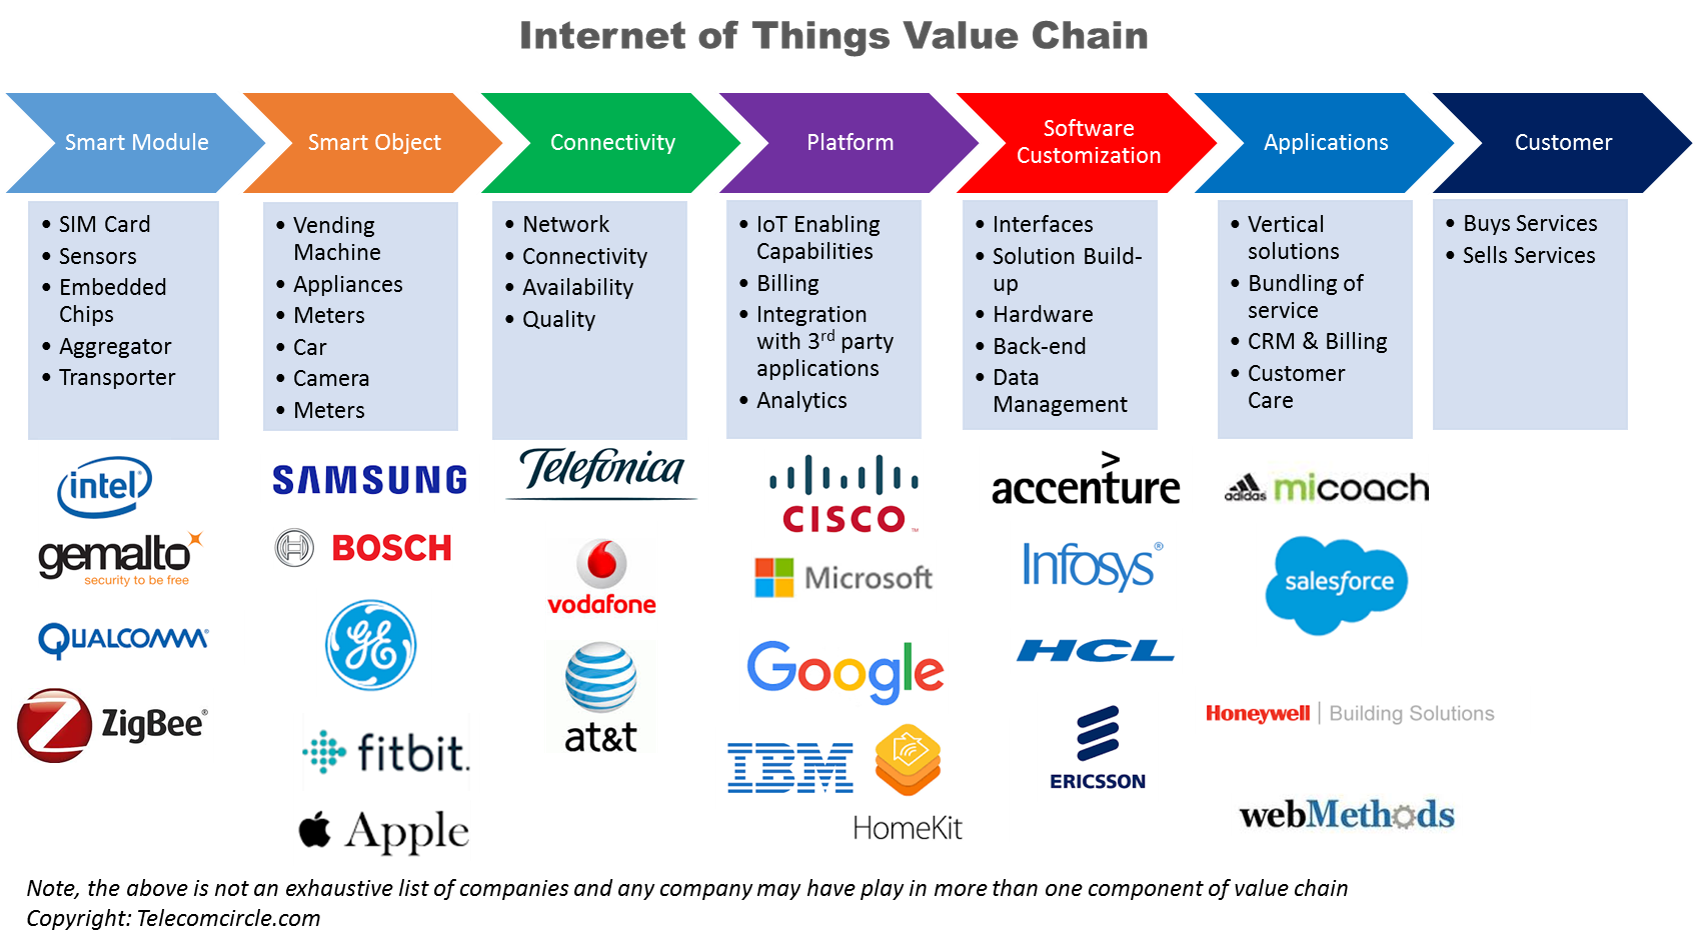 Internet of Things Value Chain
Smart Module
Smart Object
Connectivity
Platform
Software
Customization
Applications
Customer
• SIM Card
• Sensors
• Embedded
Chips
• Aggregator
• Transporter
• Vending
Machine
• Appliances
• Meters
• Car
• Camera
• Meters
• Network
• Connectivity
• Availability
• Quality
• IoT Enabling
Capabilities
• Billing
• Integration
with 3rd party
applications
• Analytics
• Interfaces
• Solution Build-
up
• Hardware
• Back-end
• Data
Management
• Vertical
solutions
• Bundling of
service
• CRM & Billing
• Customer
Care
• Buys Services
• Sells Services
intel
gemalto
security to be free
QUALCOMM
ZigBee®
SAMSUNG
BOSCH
GE
fitbit.
Apple
Telefónica
vodafone
at&t
CISCO™
Microsoft
Google
IBM
HomeKit
accenture
Infosys®
HCL
ERICSSON
adidas micoach
salesforce
Honeywell | Building Solutions
webMethods
Note, the above is not an exhaustive list of companies and any company may have play in more than one component of value chain
Copyright: Telecomcircle.com